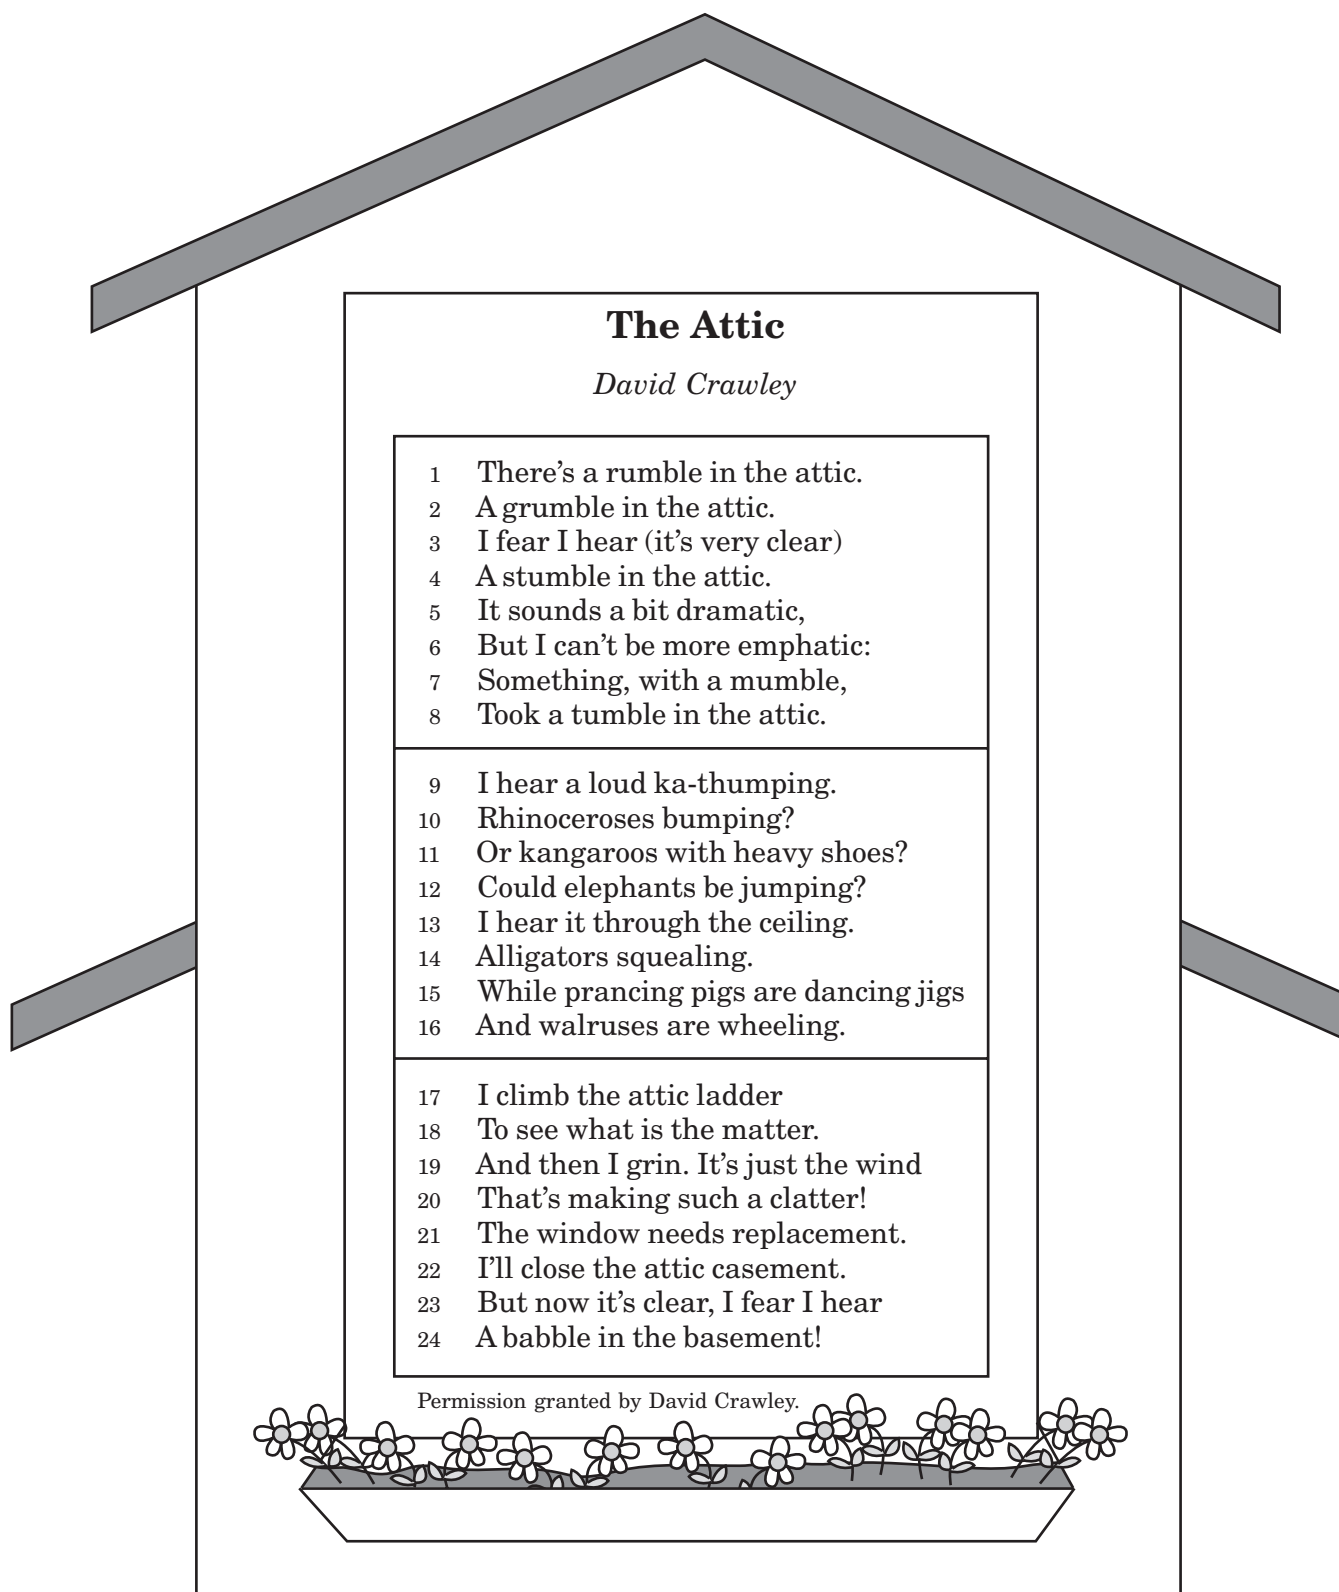 The Attic
David Crawley
1 There's a rumble in the attic.
2 A grumble in the attic.
3 I fear I hear (it's very clear)
4 A stumble in the attic.
5 It sounds a bit dramatic,
6 But I can't be more emphatic:
7 Something, with a mumble,
8 Took a tumble in the attic.
9 I hear a loud ka-thumping.
10 Rhinoceroses bumping?
11 Or kangaroos with heavy shoes?
12 Could elephants be jumping?
13 I hear it through the ceiling.
14 Alligators squealing.
15 While prancing pigs are dancing jigs
16 And walruses are wheeling.
17 I climb the attic ladder
18 To see what is the matter.
19 And then I grin. It's just the wind
20 That's making such a clatter!
21 The window needs replacement.
22 I'll close the attic casement.
23 But now it's clear, I fear I hear
24 A babble in the basement!
Permission granted by David Crawley.